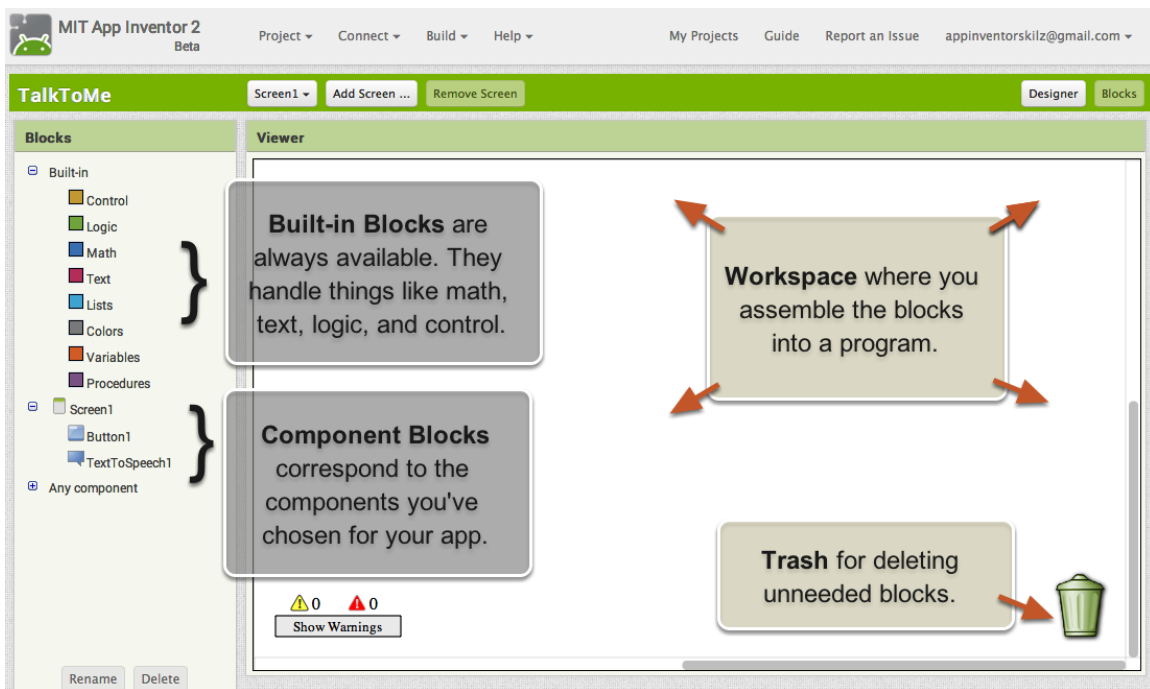 MIT App Inventor 2
Beta
Project Connect Build Help My Projects Guide Report an Issue appinventorskilz@gmail.com
TalkToMe Screen1 Add Screen ... Remove Screen Designer Blocks
Blocks
Viewer
Built-in
Control
Logic
Math
Text
Lists
Colors
Variables
Procedures
Screen1
Button1
TextToSpeech1
Any component
Rename Delete
Built-in Blocks are
always available. They
handle things like math,
text, logic, and control.
Component Blocks
correspond to the
components you've
chosen for your app.
Workspace where you
assemble the blocks
into a program.
Trash for deleting
unneeded blocks.
0 0
Show Warnings